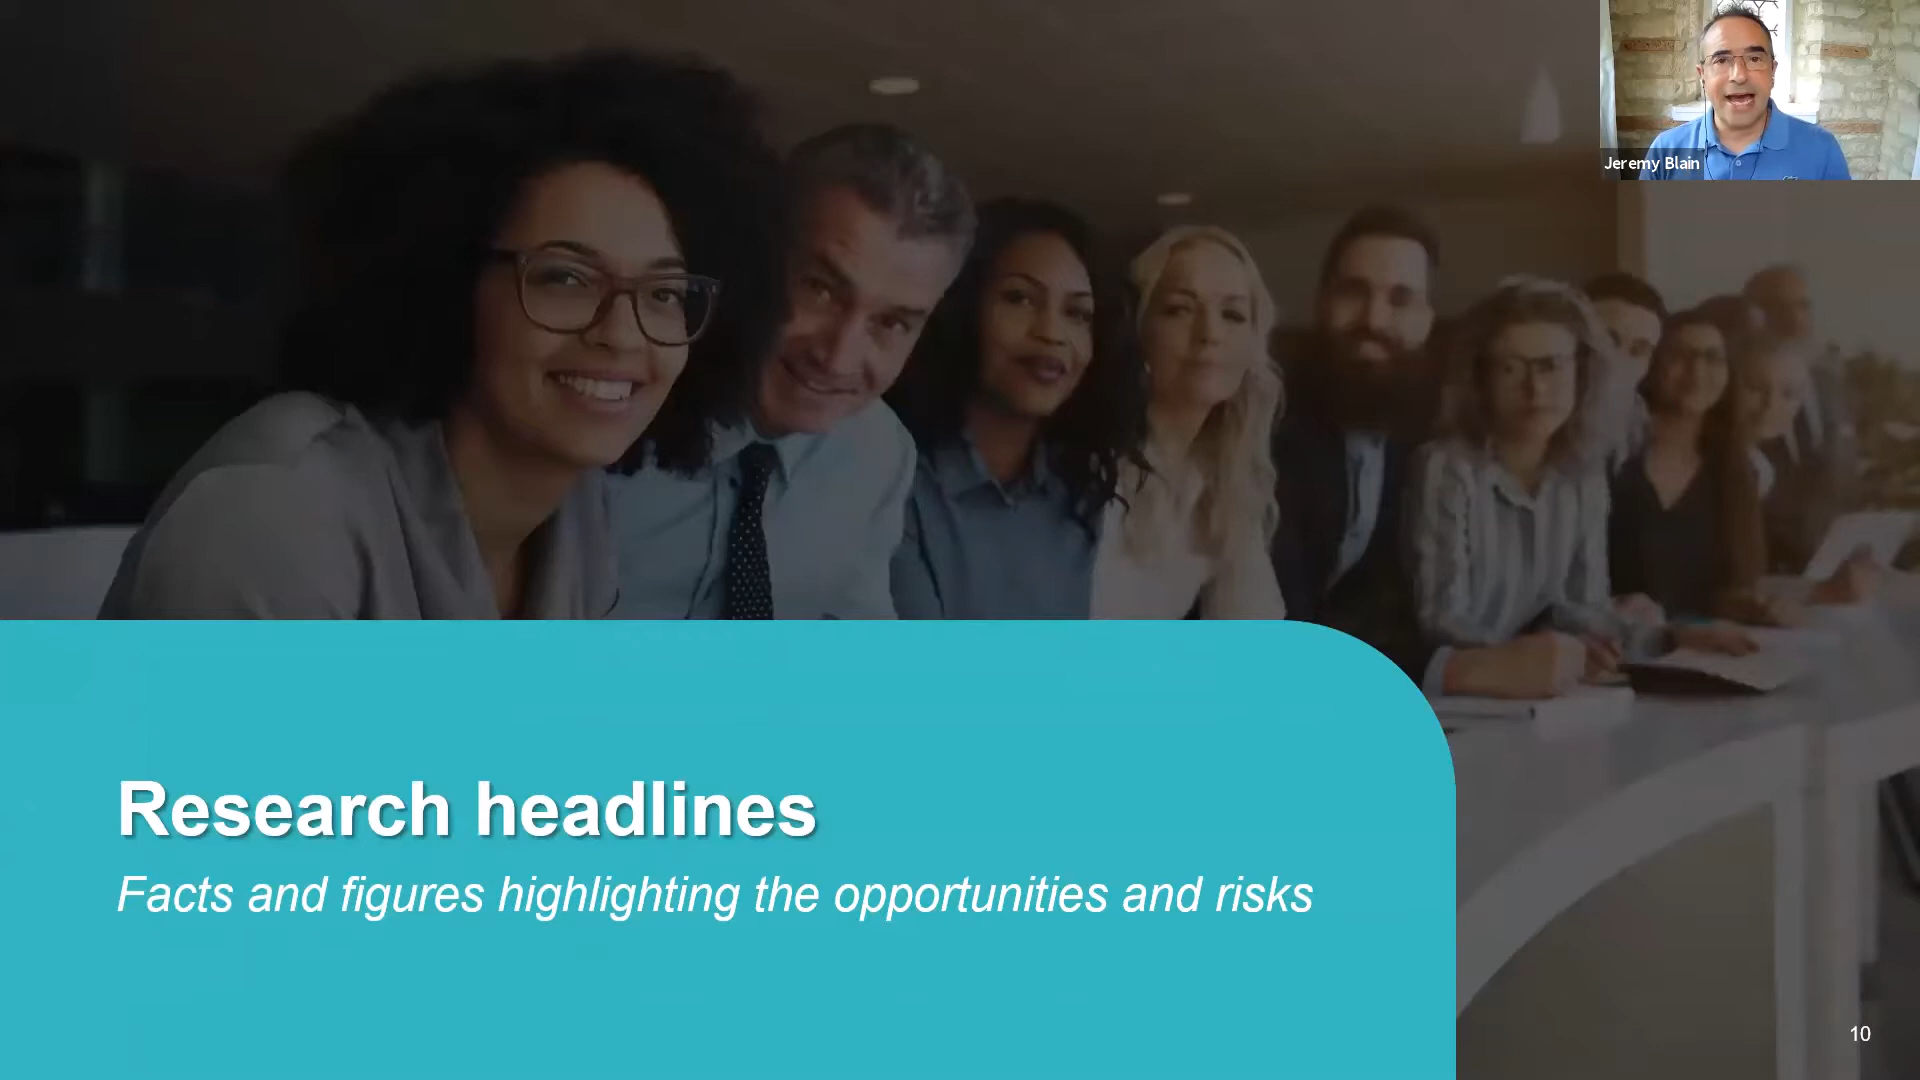 Jeremy Blain
Research headlines
Facts and figures highlighting the opportunities and risks
10